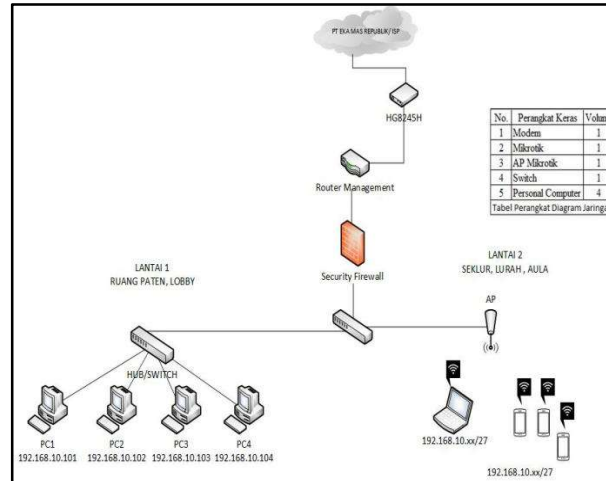 PT EKA MAS REPUBLIK/ ISP
HG8245H
No. Perangkat Keras Volum
1 Modem 1
2 Mikrotik 1
3 AP Mikrotik 1
4 Switch 1
5 Personal Computer 4
Tabel Perangkat Diagram Jaringa
Router Management
Security Firewall
LANTAI 1
RUANG PATEN, LOBBY
LANTAI 2
SEKLUR, LURAH , AULA
AP
HUB/SWITCH
PC1
192.168.10.101
PC2
192.168.10.102
PC3
192.168.10.103
PC4
192.168.10.104
192.168.10.xx/27
192.168.10.xx/27